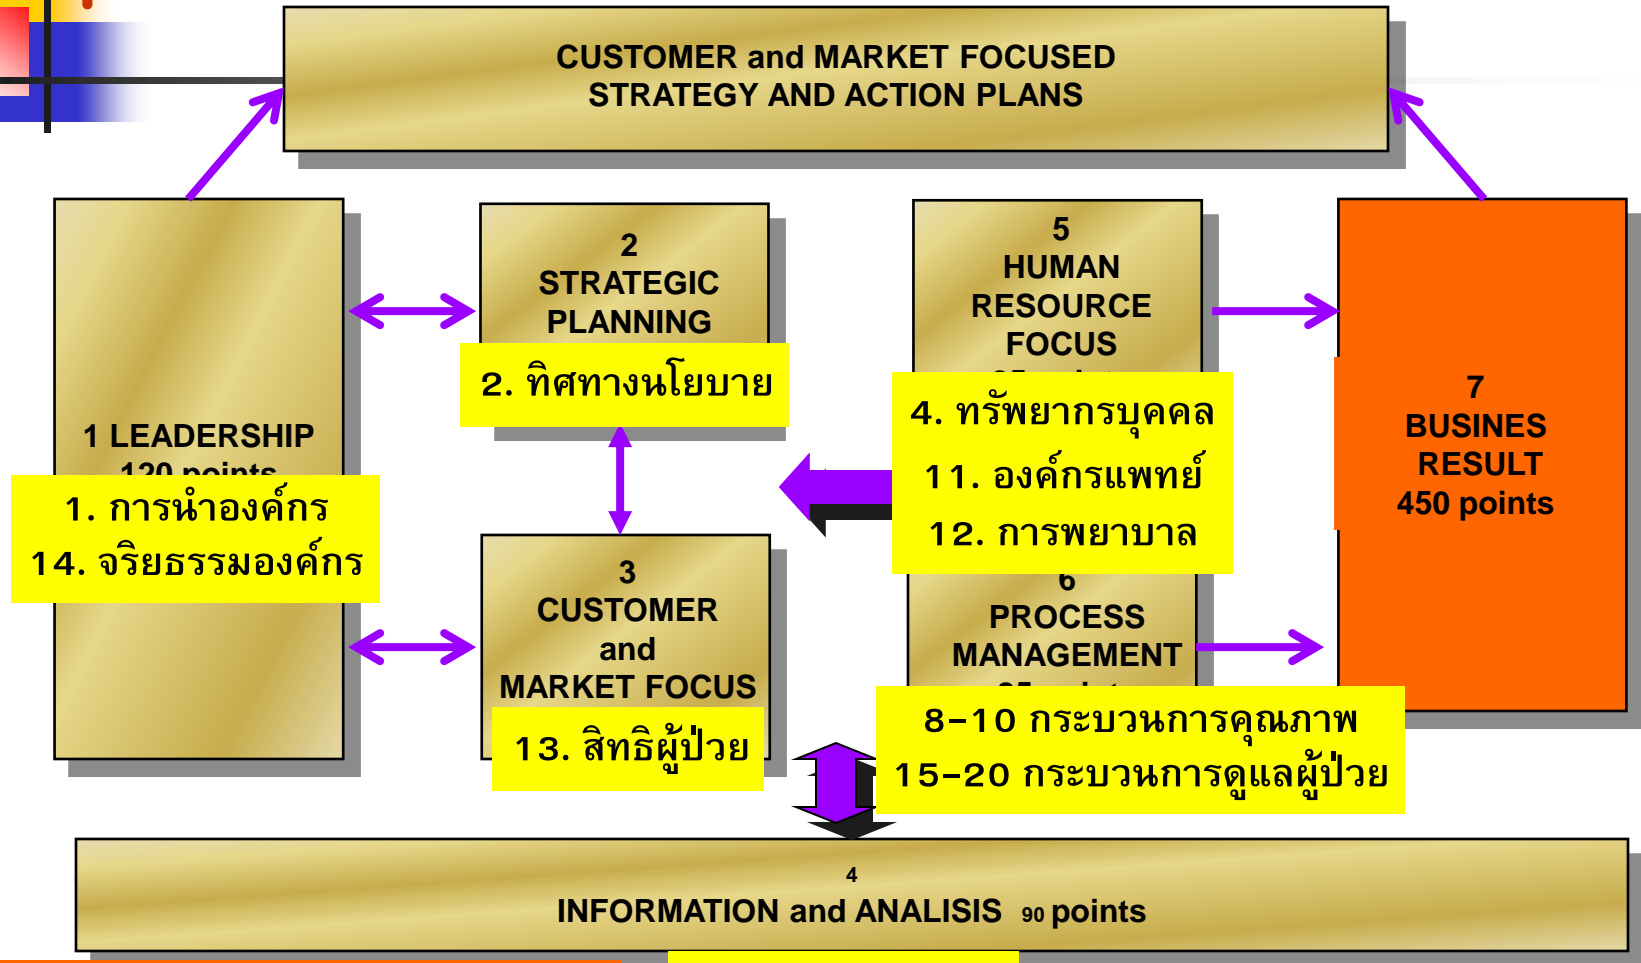 CUSTOMER and MARKET FOCUSED
STRATEGY AND ACTION PLANS
1 LEADERSHIP
120 points
1. การนำองค์กร
14. จริยธรรมองค์กร
2
STRATEGIC
PLANNING
2. ทิศทางนโยบาย
3
CUSTOMER
and
MARKET FOCUS
13. สิทธิผู้ป่วย
5
HUMAN
RESOURCE
FOCUS
4. ทรัพยากรบุคคล
11. องค์กรแพทย์
12. การพยาบาล
6
PROCESS
MANAGEMENT
8-10 กระบวนการคุณภาพ
15-20 กระบวนการดูแลผู้ป่วย
7
BUSINES
RESULT
450 points
4
INFORMATION and ANALISIS 90 points